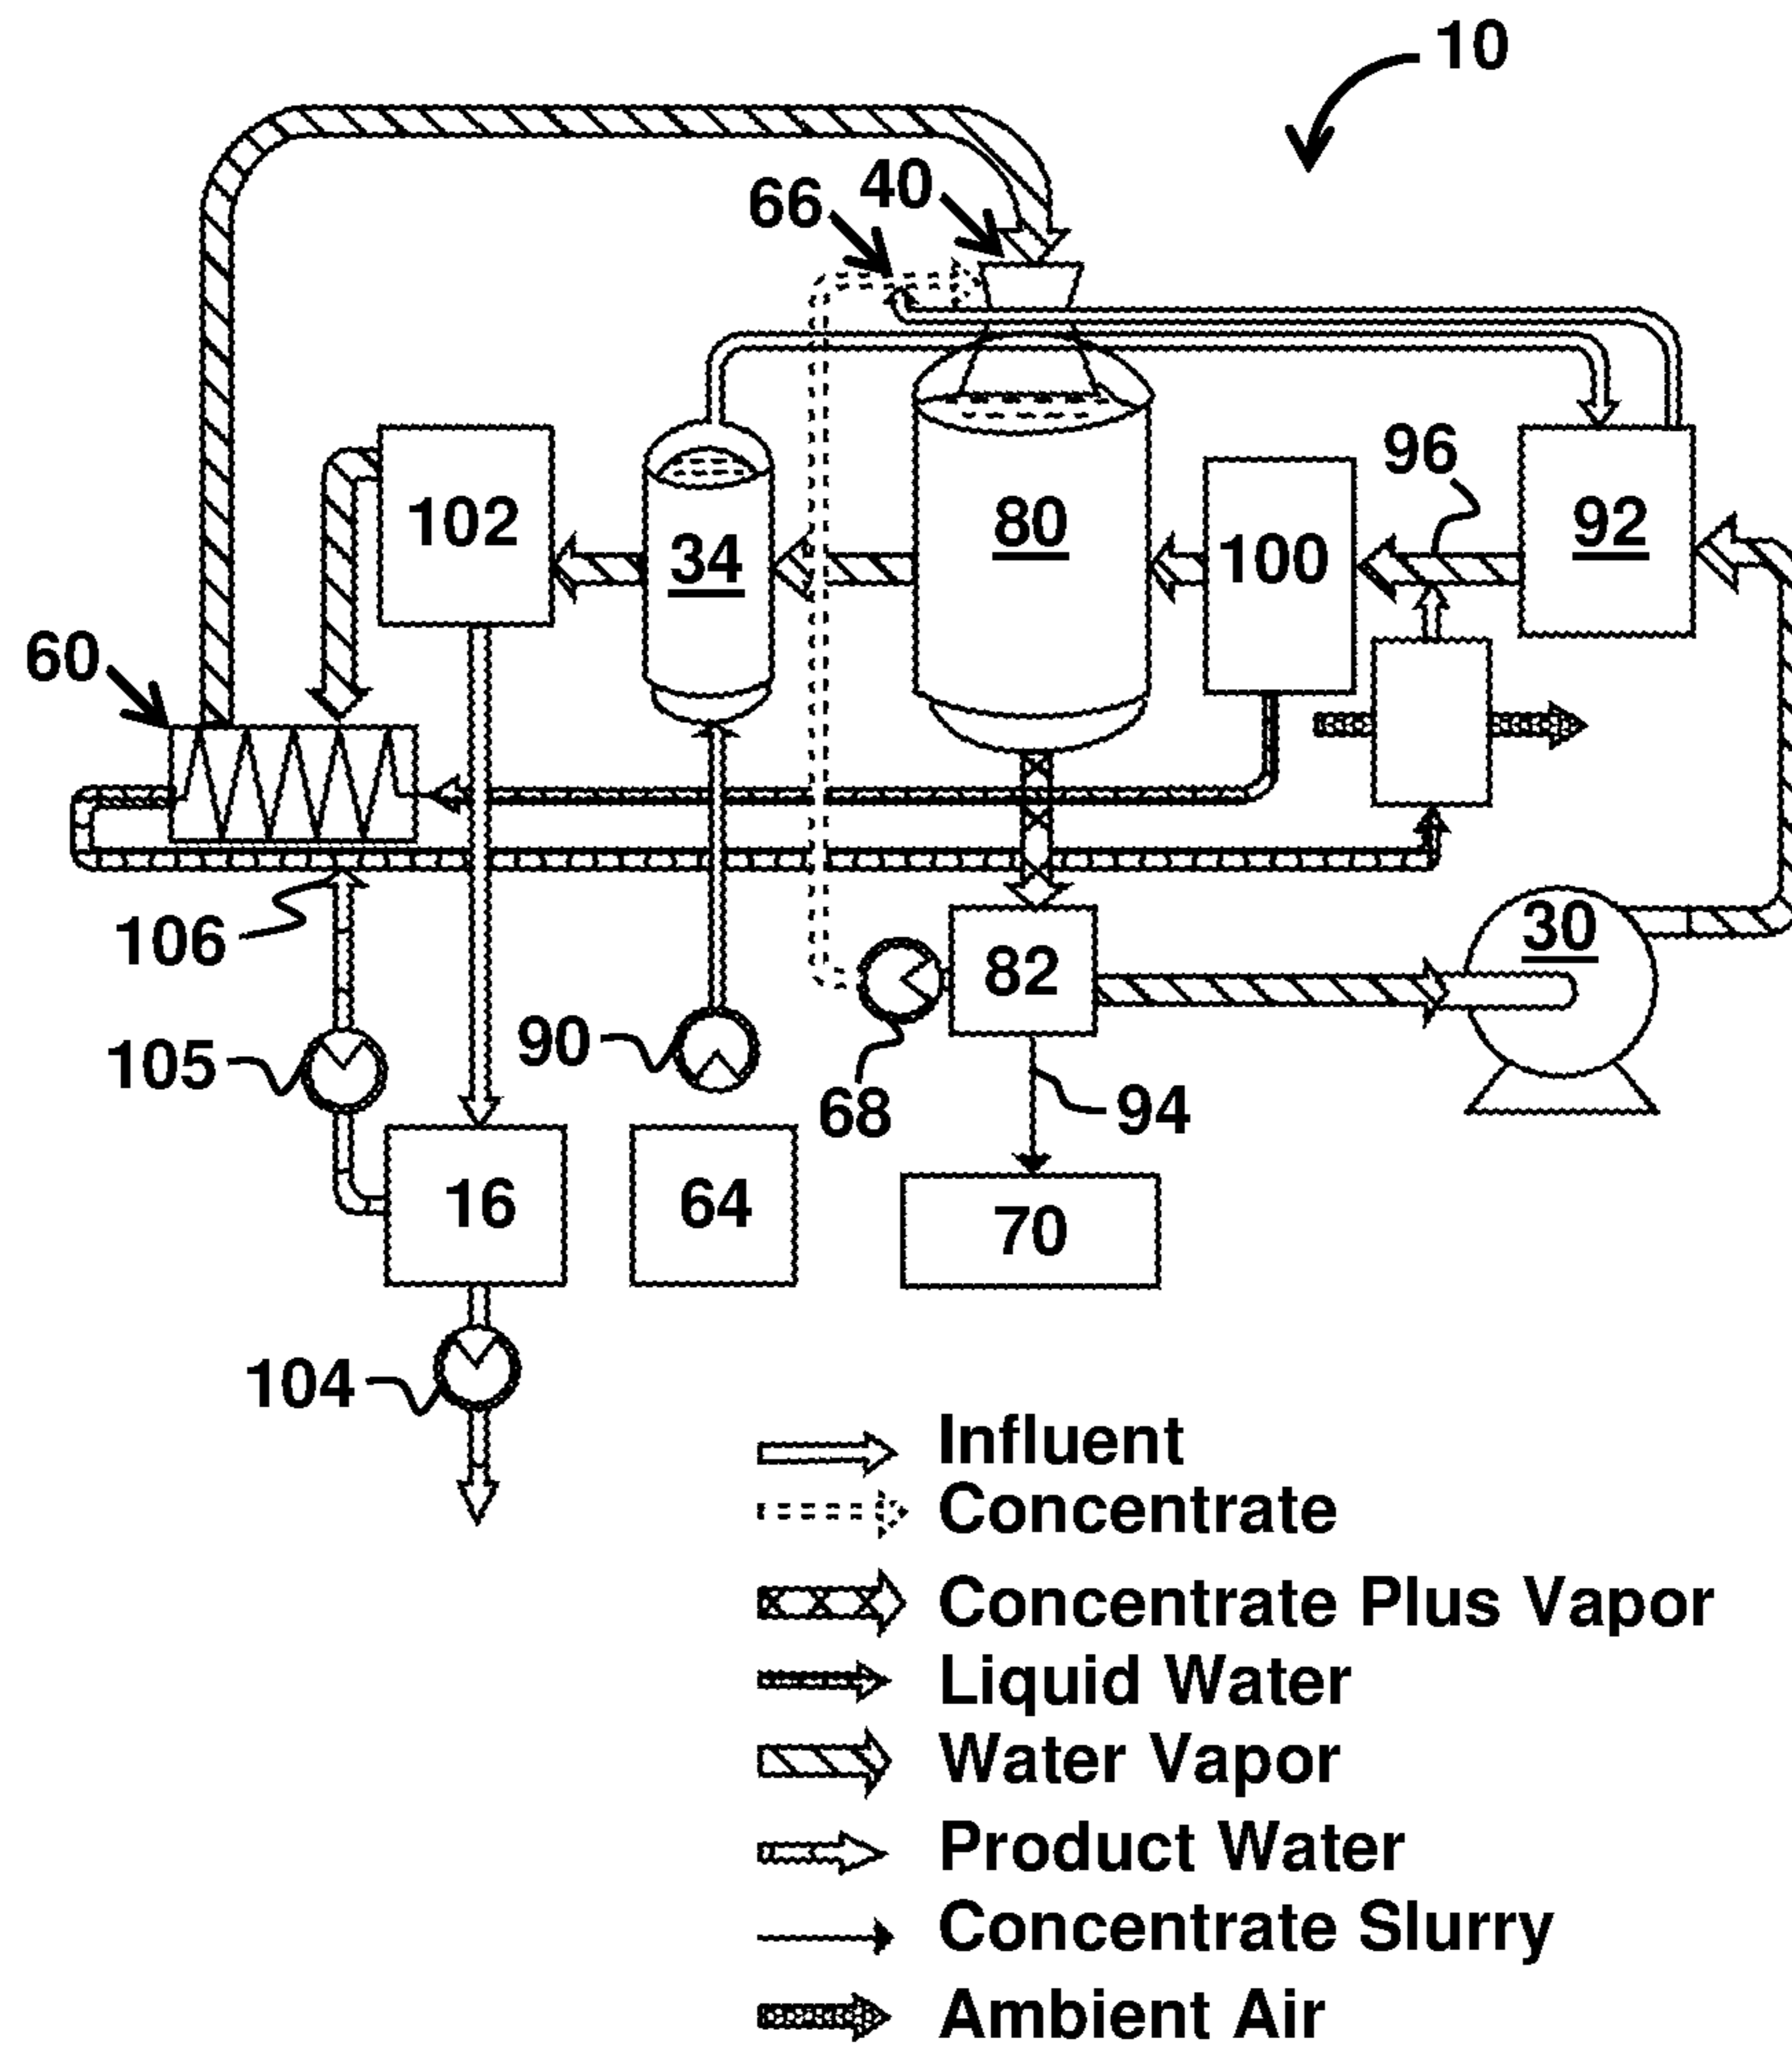 10
66
40
96
102
34
80
100
92
60
106
82
30
105
90
68
94
16
64
70
104
Influent
Concentrate
Concentrate Plus Vapor
Liquid Water
Water Vapor
Product Water
Concentrate Slurry
Ambient Air